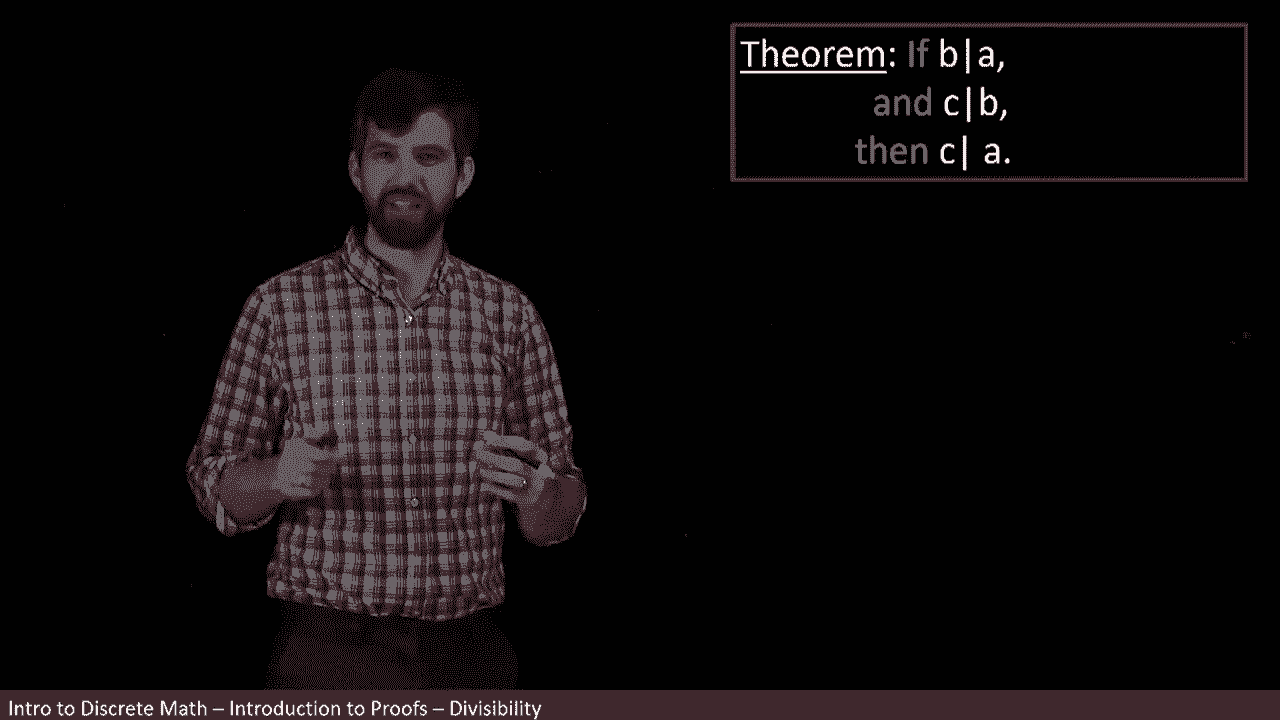 Theorem: If b|a,
and c|b,
then c| a.
Intro to Discrete Math – Introduction to Proofs – Divisibility